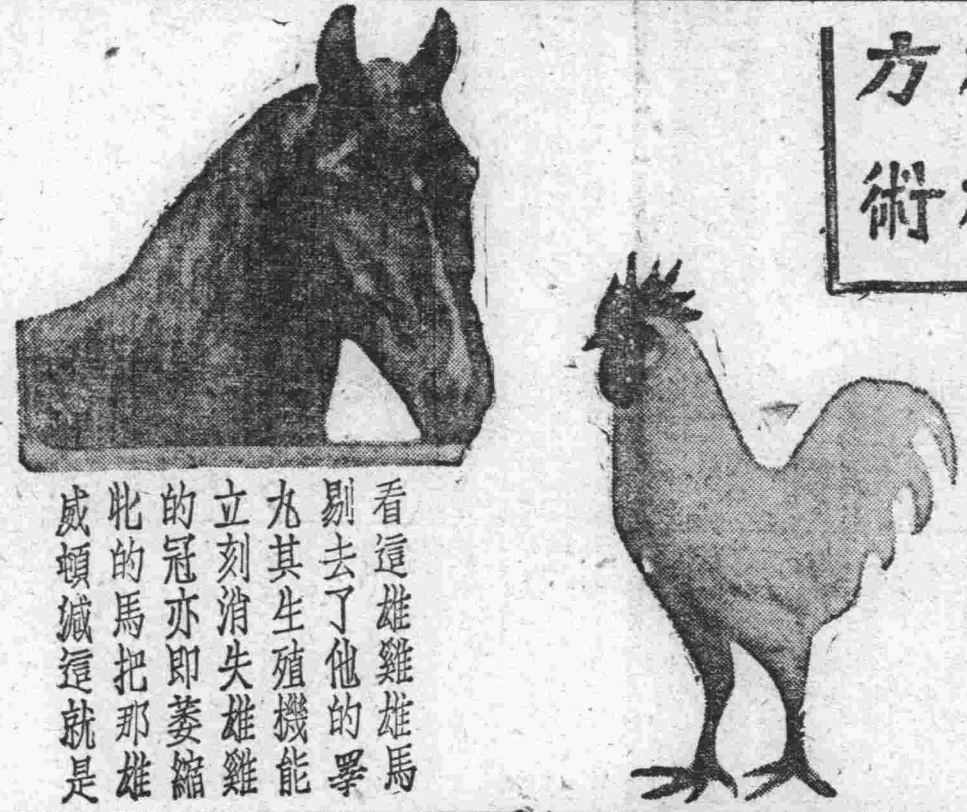 方術
看這雄雞雄馬
剔去了他的睪
丸其生殖機能
立刻消失雄雞
的冠亦即萎縮
牝的馬把那雄
威頓減這就是